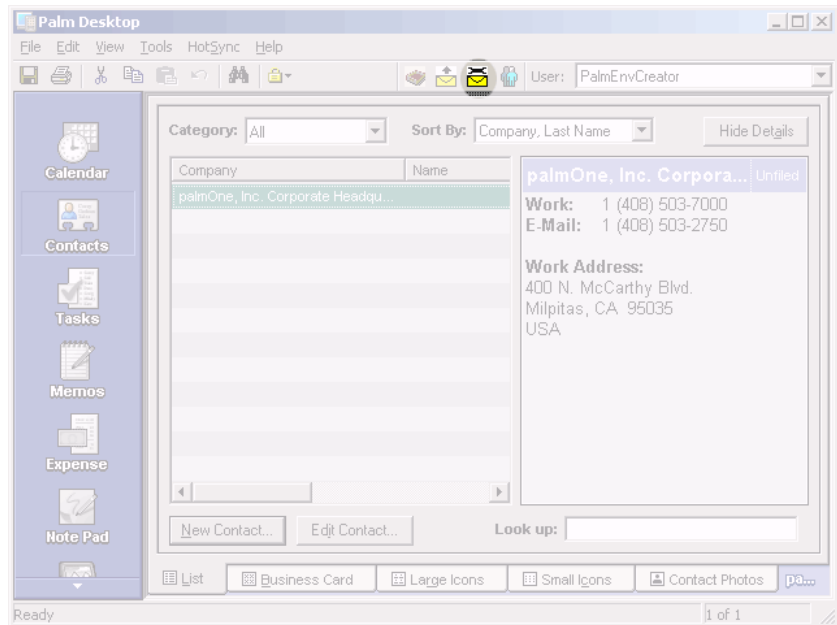 Palm Desktop
File Edit View Tools HotSync Help
User: PalmEnvCreator
Category: All Sort By: Company, Last Name Hide Details
Calendar
Contacts
Tasks
Memos
Expense
Note Pad
Company Name
palmOne, Inc. Corporate Headqu...
palmOne, Inc. Corpora... Unfiled
Work: 1 (408) 503-7000
E-Mail: 1 (408) 503-2750
Work Address:
400 N. McCarthy Blvd.
Milpitas, CA 95035
USA
New Contact... Edit Contact... Look up:
List Business Card Large Icons Small Icons Contact Photos pa...
Ready 1 of 1